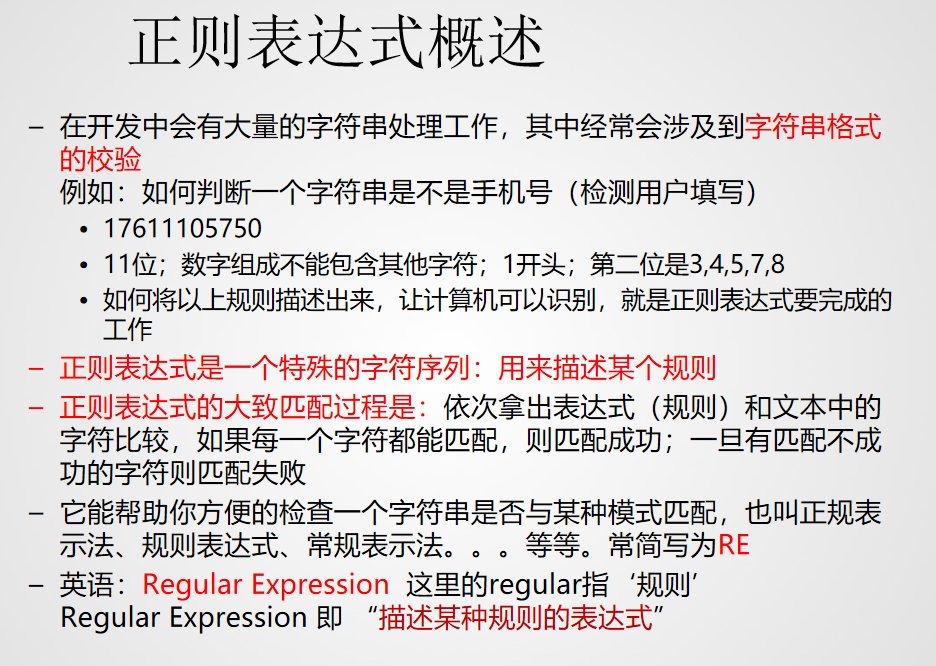 正则表达式概述
– 在开发中会有大量的字符串处理工作，其中经常会涉及到字符串格式
的校验
例如：如何判断一个字符串是不是手机号（检测用户填写）
• 17611105750
• 11位；数字组成不能包含其他字符；1开头；第二位是3,4,5,7,8
• 如何将以上规则描述出来，让计算机可以识别，就是正则表达式要完成的
工作
– 正则表达式是一个特殊的字符序列：用来描述某个规则
– 正则表达式的大致匹配过程是：依次拿出表达式（规则）和文本中的
字符比较，如果每一个字符都能匹配，则匹配成功；一旦有匹配不成
功的字符则匹配失败
– 它能帮助你方便的检查一个字符串是否与某种模式匹配，也叫正规表
示法、规则表达式、常规表示法。。。等等。常简写为RE
– 英语：Regular Expression 这里的regular指‘规则’
Regular Expression 即 “描述某种规则的表达式”